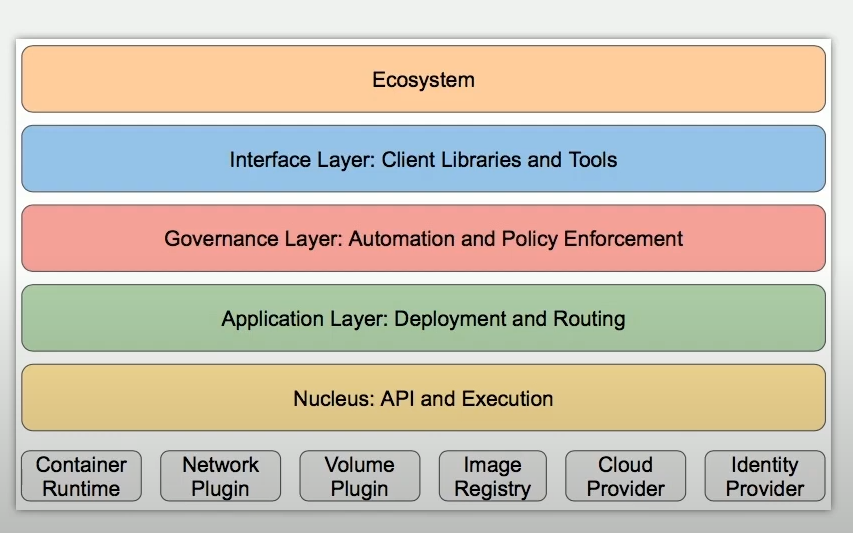 Ecosystem
Interface Layer: Client Libraries and Tools
Governance Layer: Automation and Policy Enforcement
Application Layer: Deployment and Routing
Nucleus: API and Execution
Container
Runtime
Network
Plugin
Volume
Plugin
Image
Registry
Cloud
Provider
Identity
Provider